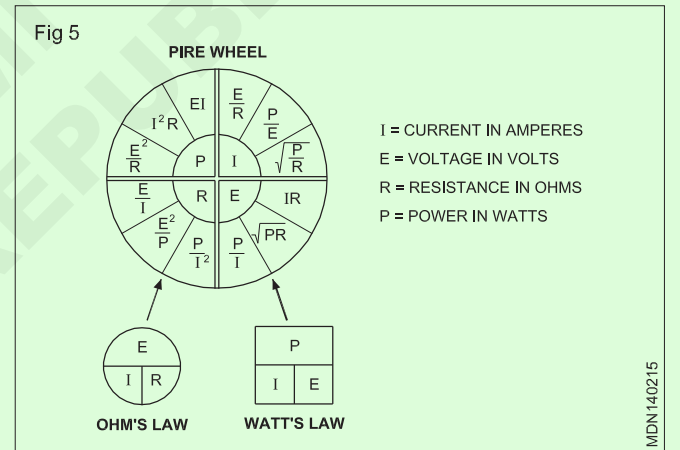 Fig 5
PIRE WHEEL
I²R
EI
E/R
P/E
E²/R
P
I
√(P/R)
E/I
R
E
IR
E²/P
P/I²
P/I
√PR
I = CURRENT IN AMPERES
E = VOLTAGE IN VOLTS
R = RESISTANCE IN OHMS
P = POWER IN WATTS
E
I R
OHM'S LAW
P
I E
WATT'S LAW
MDN140215